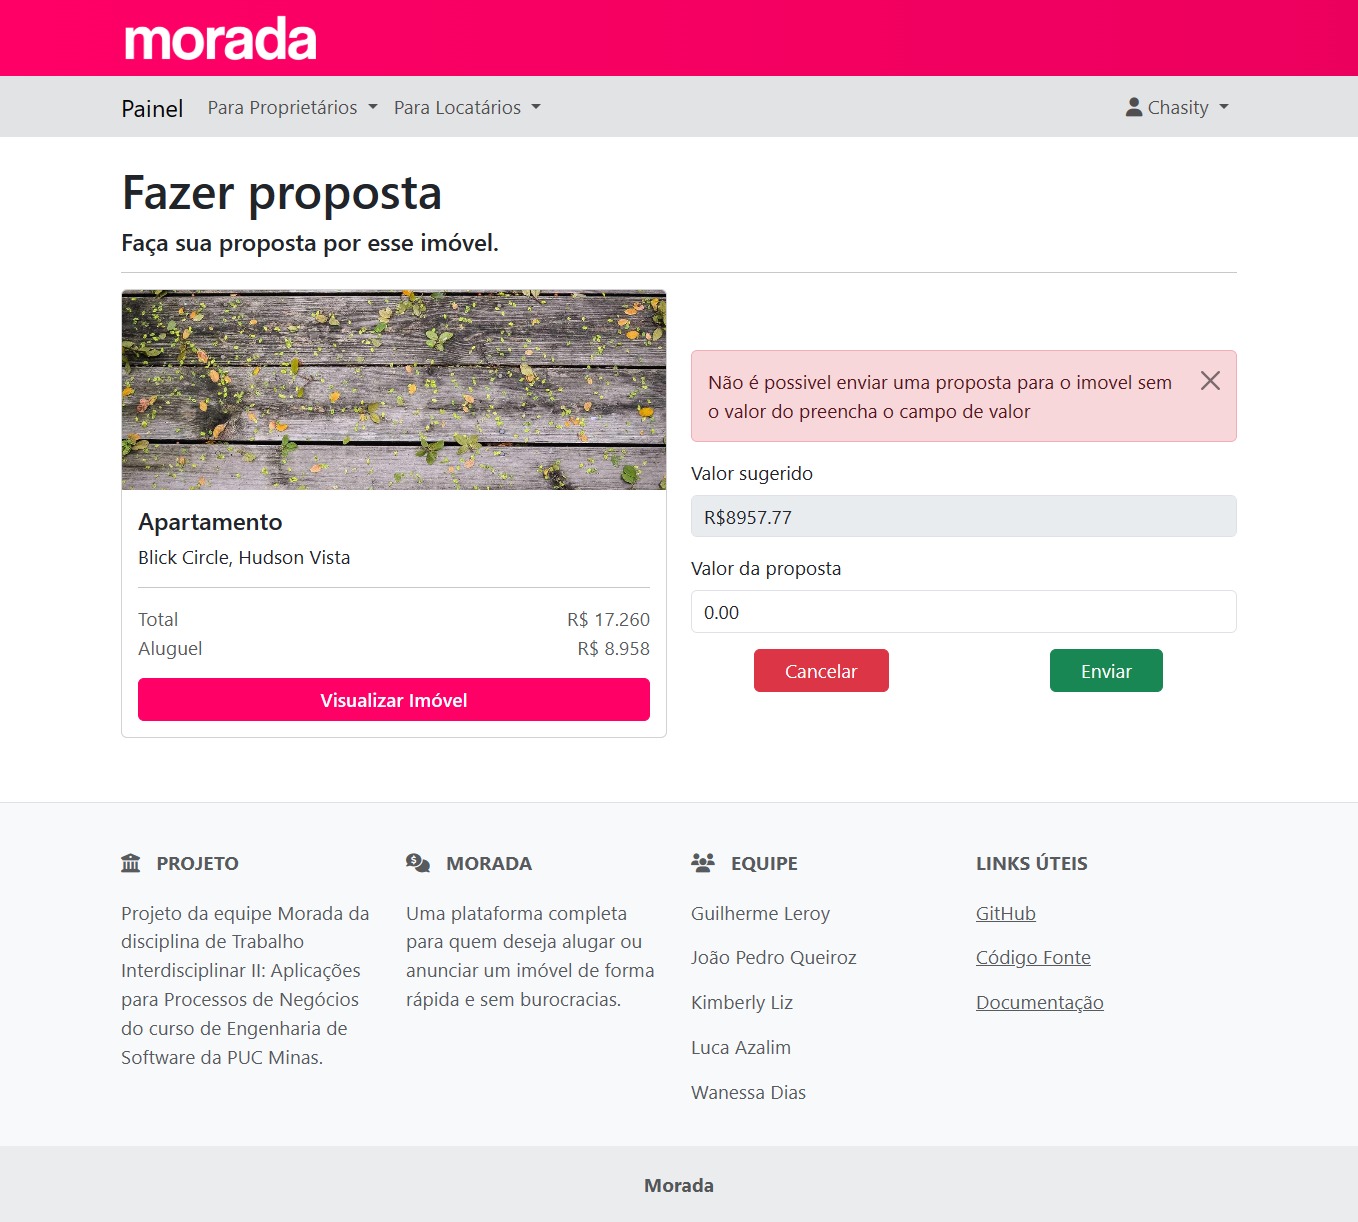 morada
Painel Para Proprietários Para Locatários Chasity
Fazer proposta
Faça sua proposta por esse imóvel.
Apartamento
Blick Circle, Hudson Vista
Total R$ 17.260
Aluguel R$ 8.958
Visualizar Imóvel
Não é possivel enviar uma proposta para o imovel sem
o valor do preencha o campo de valor
Valor sugerido
R$8957.77
Valor da proposta
0.00
Cancelar Enviar
PROJETO
Projeto da equipe Morada da
disciplina de Trabalho
Interdisciplinar II: Aplicações
para Processos de Negócios
do curso de Engenharia de
Software da PUC Minas.
MORADA
Uma plataforma completa
para quem deseja alugar ou
anunciar um imóvel de forma
rápida e sem burocracias.
EQUIPE
Guilherme Leroy
João Pedro Queiroz
Kimberly Liz
Luca Azalim
Wanessa Dias
LINKS ÚTEIS
GitHub
Código Fonte
Documentação
Morada